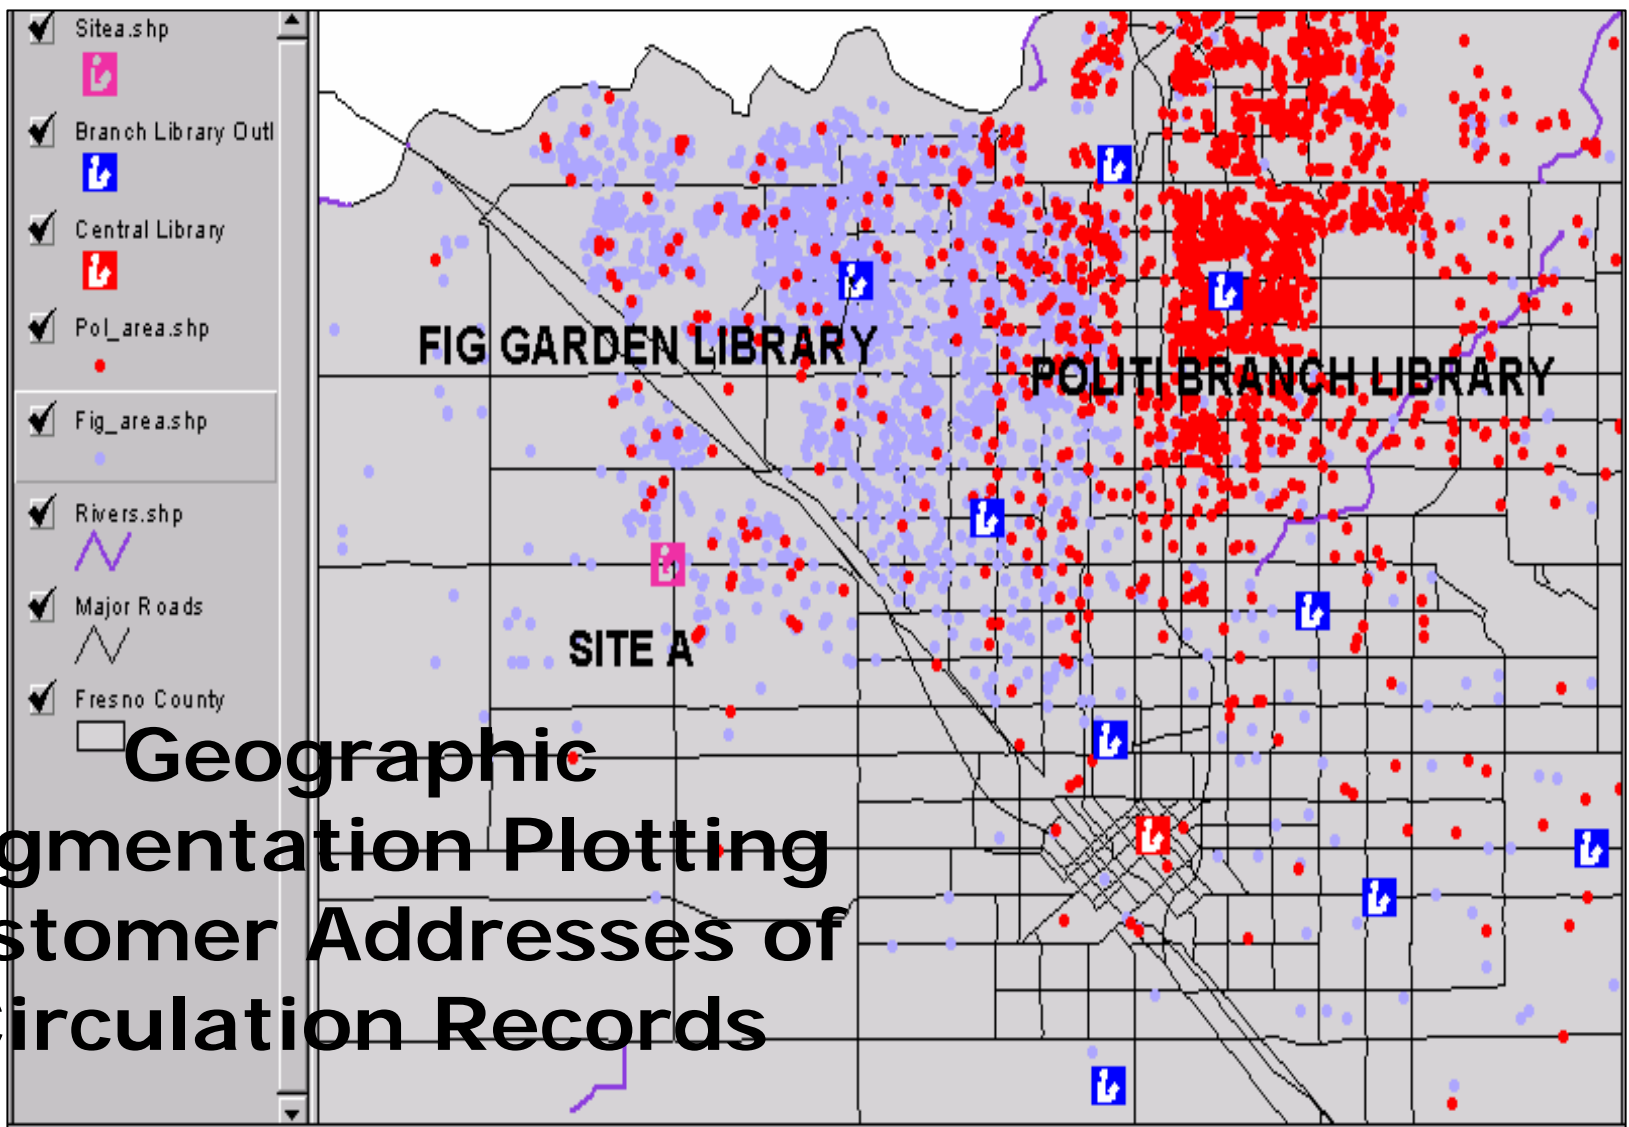 Sitea.shp
Branch Library Outl
Central Library
Pol_area.shp
Fig_area.shp
Rivers.shp
Major Roads
Fresno County
FIG GARDEN LIBRARY
POLITI BRANCH LIBRARY
SITE A
Geographic
gmentation Plotting
stomer Addresses of
Circulation Records